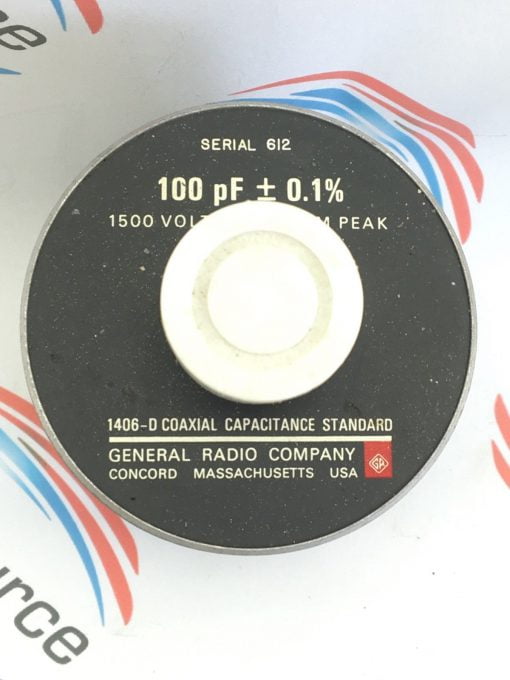 SERIAL 612
100 pF ± 0.1%
1500 PEAK
1406-D COAXIAL CAPACITANCE STANDARD
GENERAL RADIO COMPANY
CONCORD MASSACHUSETTS USA
GR